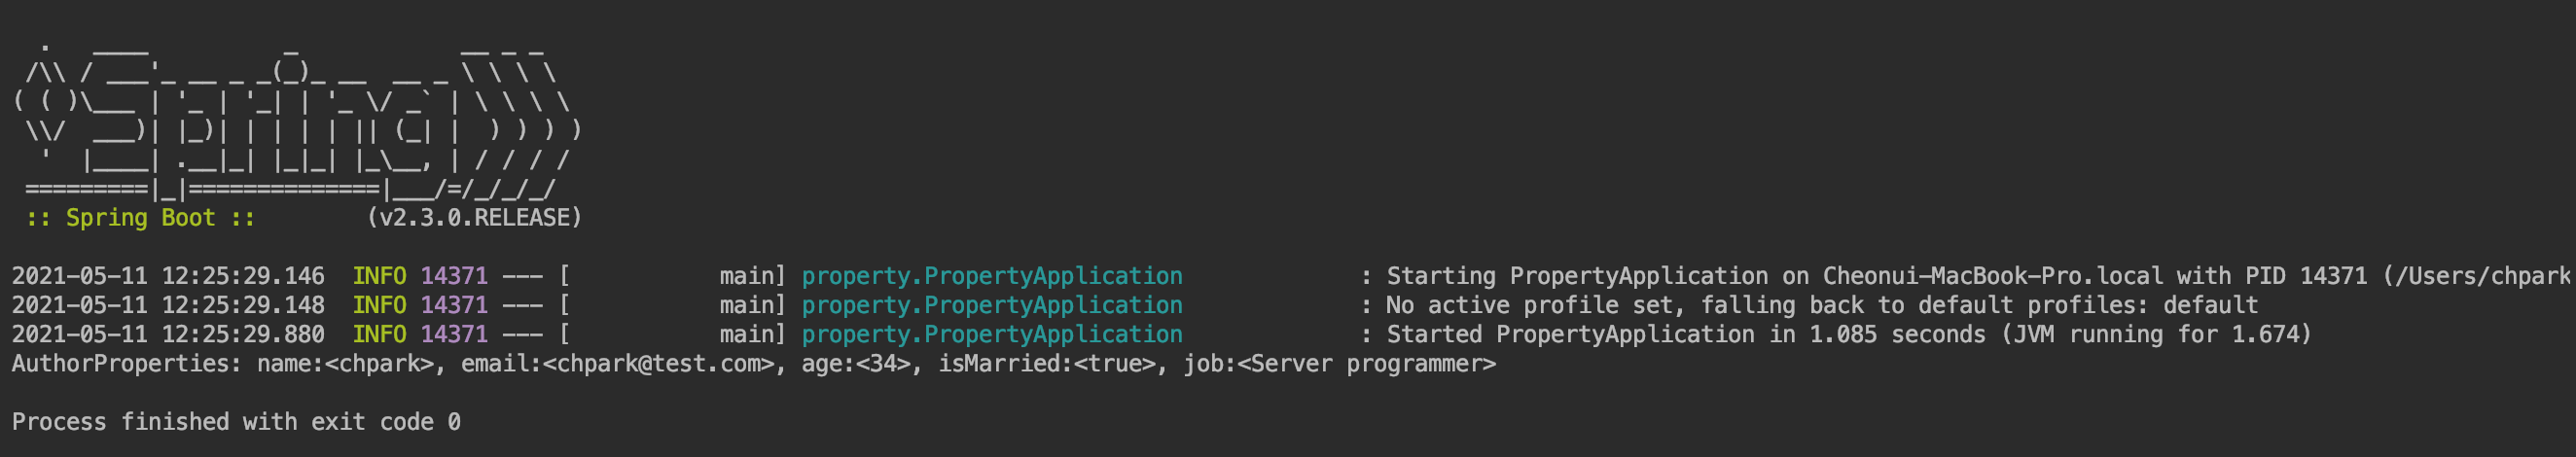 .   ____          _            __ _ _
 /\\ / ___'_ __ _ _(_)_ __  __ _ \ \ \ \
( ( )\___ | '_ | '_| | '_ \/ _` | \ \ \ \
 \\/  ___)| |_)| | | | | || (_| |  ) ) ) )
  '  |____| .__|_| |_|_| |_\__, | / / / /
 =========|_|==============|___/=/_/_/_/
 :: Spring Boot ::        (v2.3.0.RELEASE)
2021-05-11 12:25:29.146  INFO 14371 --- [           main] property.PropertyApplication             : Starting PropertyApplication on Cheonui-MacBook-Pro.local with PID 14371 (/Users/chpark
2021-05-11 12:25:29.148  INFO 14371 --- [           main] property.PropertyApplication             : No active profile set, falling back to default profiles: default
2021-05-11 12:25:29.880  INFO 14371 --- [           main] property.PropertyApplication             : Started PropertyApplication in 1.085 seconds (JVM running for 1.674)
AuthorProperties: name:<chpark>, email:<chpark@test.com>, age:<34>, isMarried:<true>, job:<Server programmer>
Process finished with exit code 0